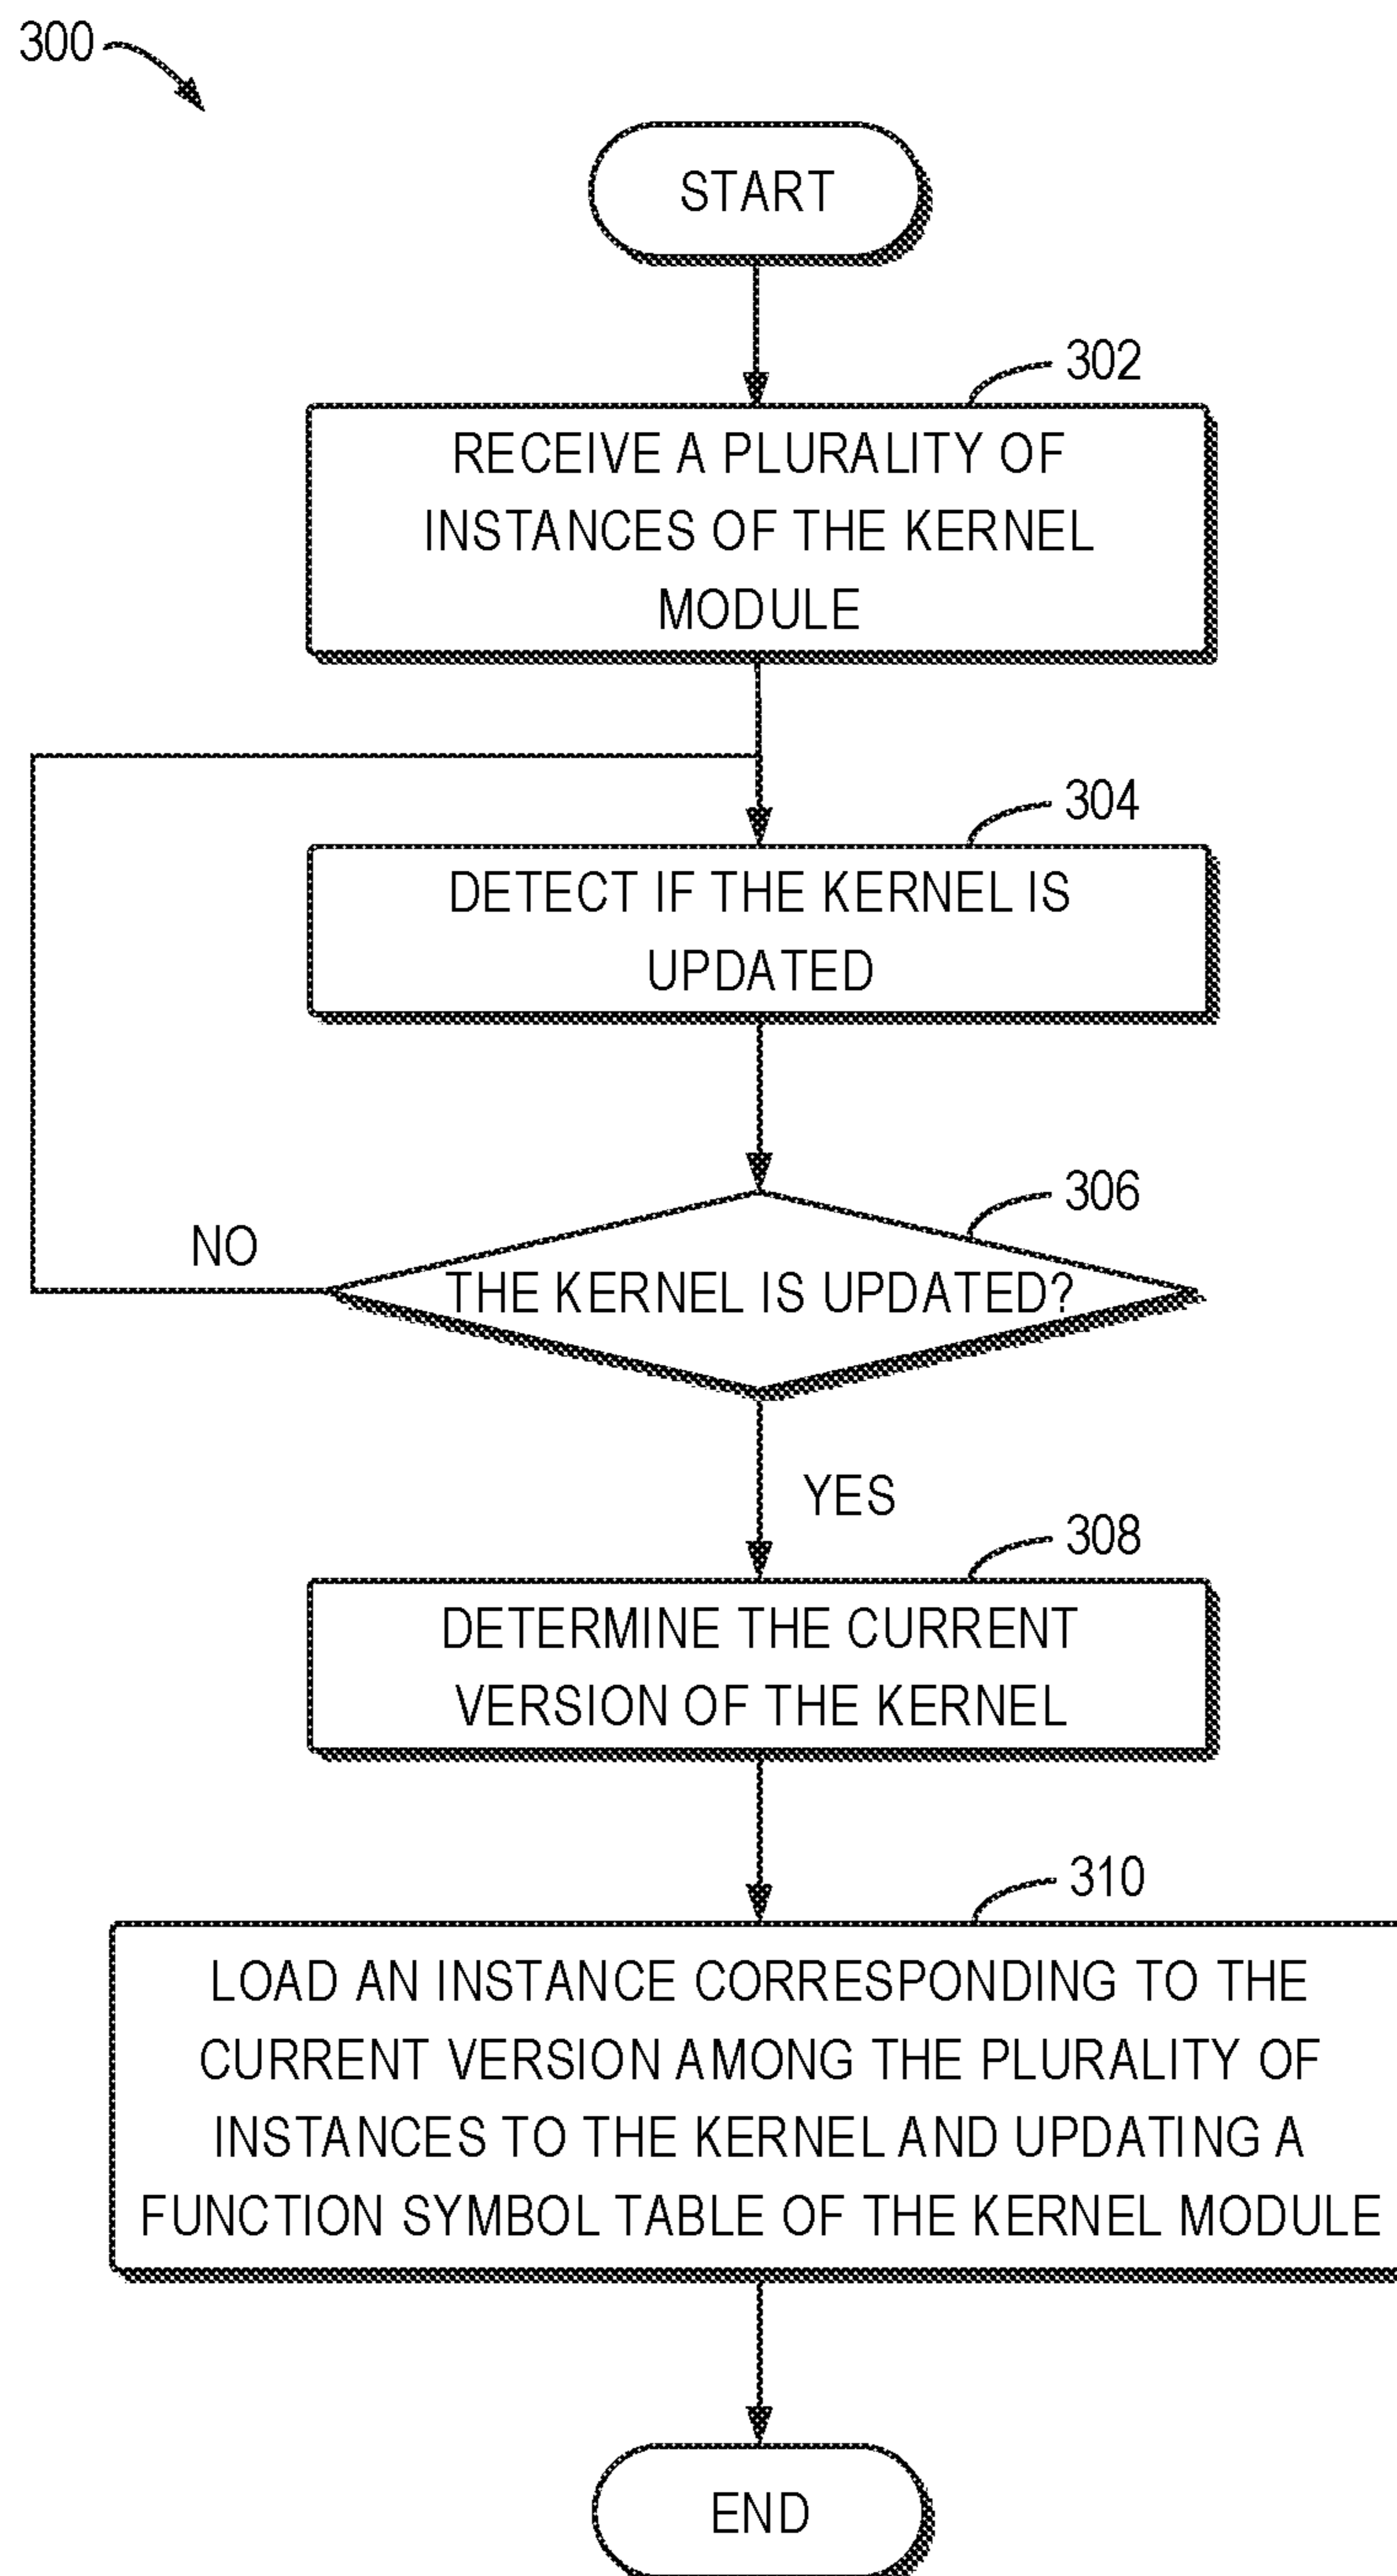 300
START
302
RECEIVE A PLURALITY OF
INSTANCES OF THE KERNEL
MODULE
304
DETECT IF THE KERNEL IS
UPDATED
306
NO
THE KERNEL IS UPDATED?
YES
308
DETERMINE THE CURRENT
VERSION OF THE KERNEL
310
LOAD AN INSTANCE CORRESPONDING TO THE
CURRENT VERSION AMONG THE PLURALITY OF
INSTANCES TO THE KERNEL AND UPDATING A
FUNCTION SYMBOL TABLE OF THE KERNEL MODULE
END